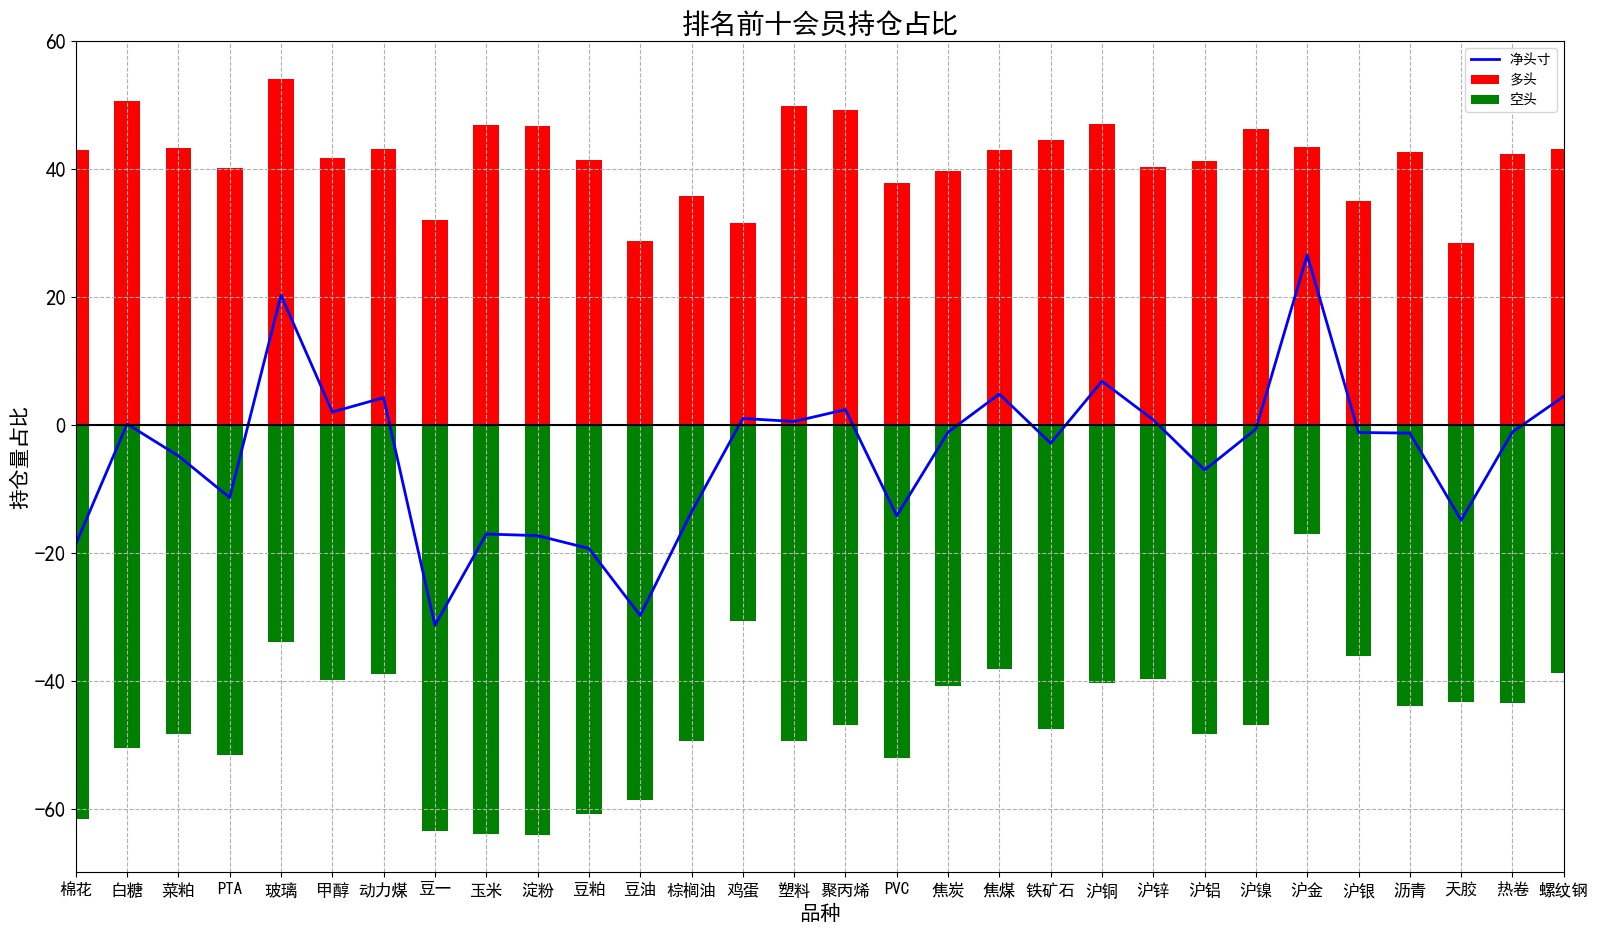 排名前十会员持仓占比
净头寸
多头
空头
持仓量占比
60
40
20
0
−20
−40
−60
棉花 白糖 菜粕 PTA 玻璃 甲醇 动力煤 豆一 玉米 淀粉 豆粕 豆油 棕榈油 鸡蛋 塑料 聚丙烯 PVC 焦炭 焦煤 铁矿石 沪铜 沪锌 沪铝 沪镍 沪金 沪银 沥青 天胶 热卷 螺纹钢
品种